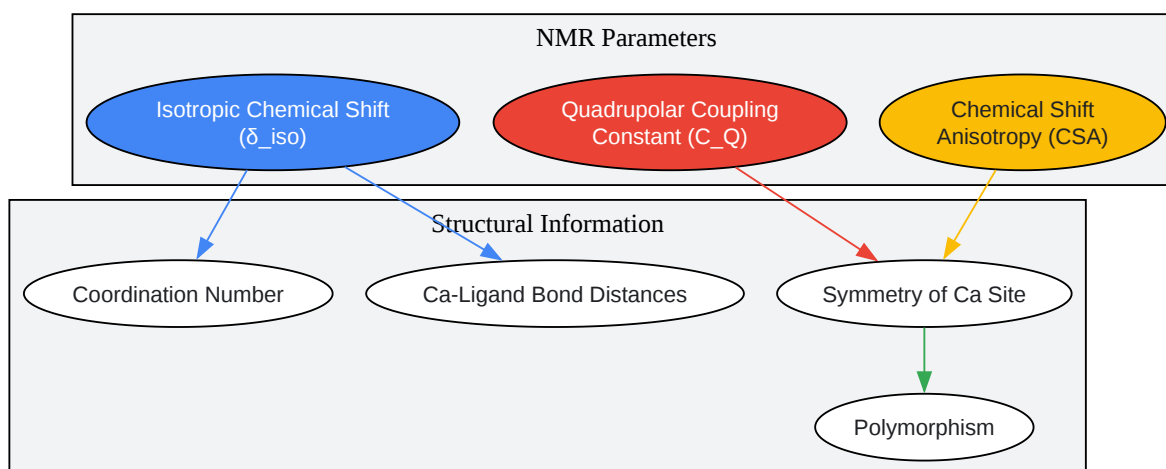 NMR Parameters
Isotropic Chemical Shift
(δ_iso)
Quadrupolar Coupling
Constant (C_Q)
Chemical Shift
Anisotropy (CSA)
Structural Information
Coordination Number
Ca-Ligand Bond Distances
Symmetry of Ca Site
Polymorphism